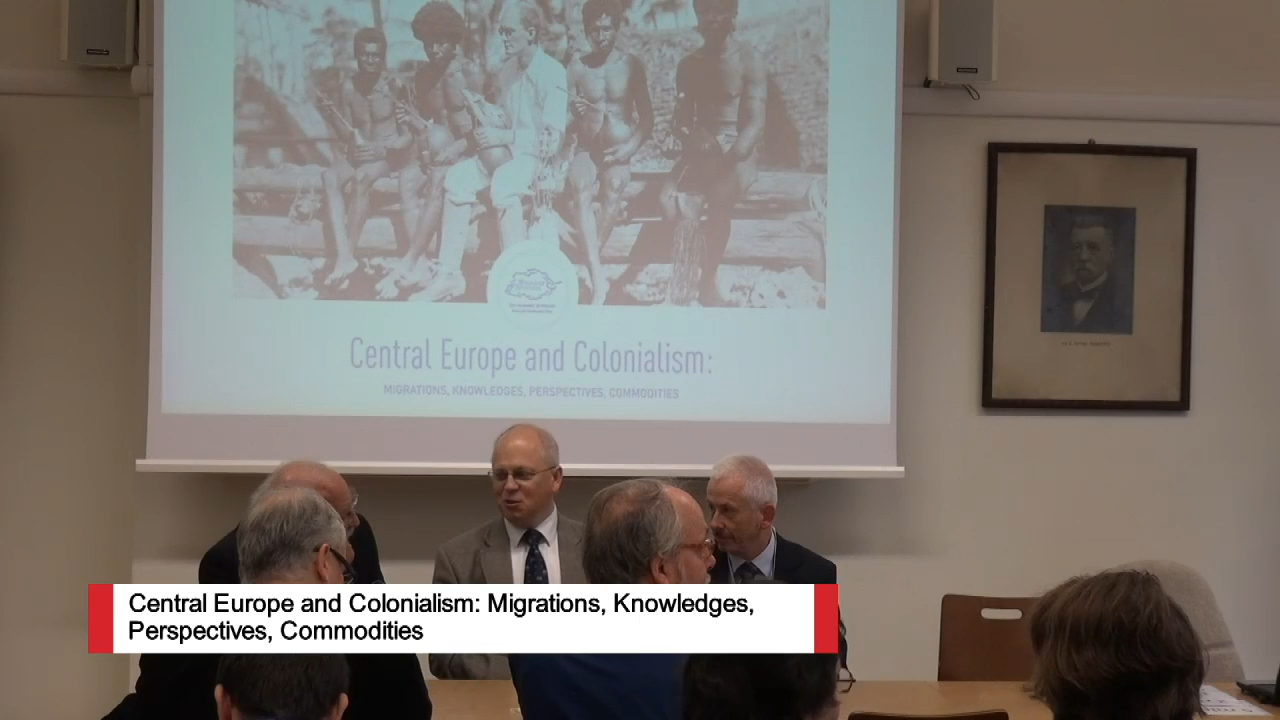 Central Europe and Colonialism:
MIGRATIONS, KNOWLEDGES, PERSPECTIVES, COMMODITIES
Central Europe and Colonialism: Migrations, Knowledges,
Perspectives, Commodities